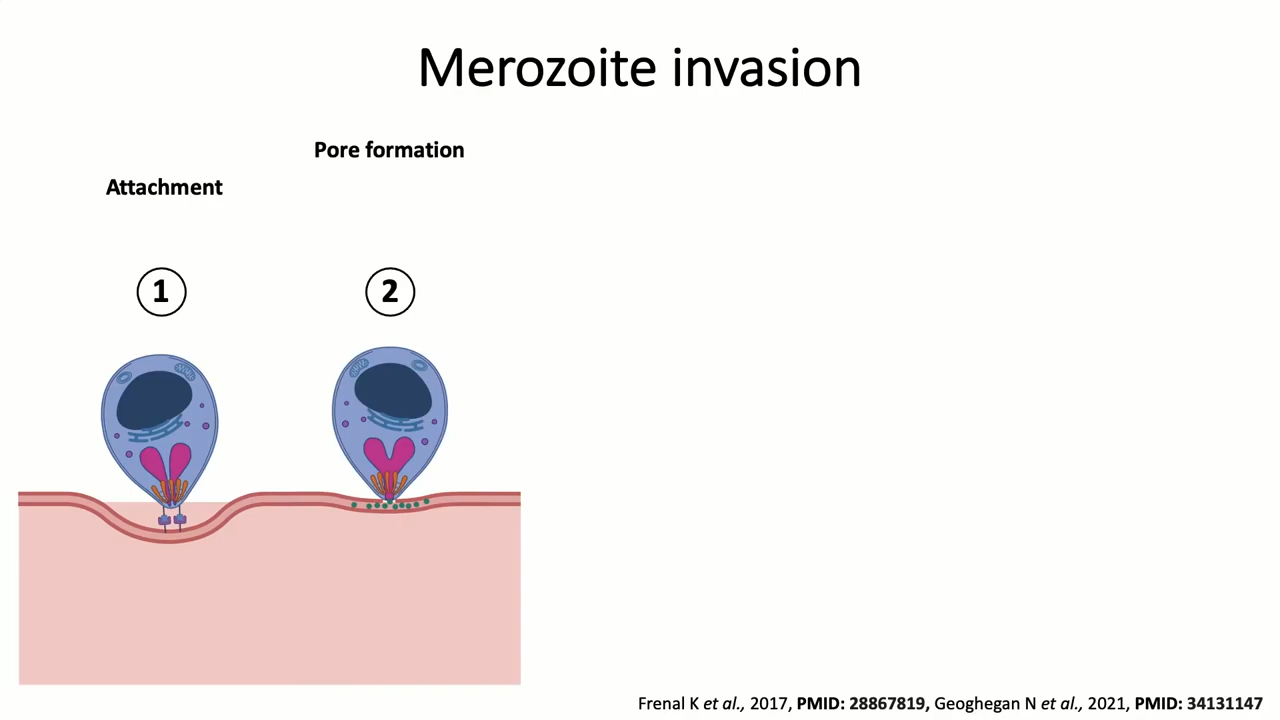 Merozoite invasion
Pore formation
Attachment
1
2
Frenal K et al., 2017, PMID: 28867819, Geoghegan N et al., 2021, PMID: 34131147